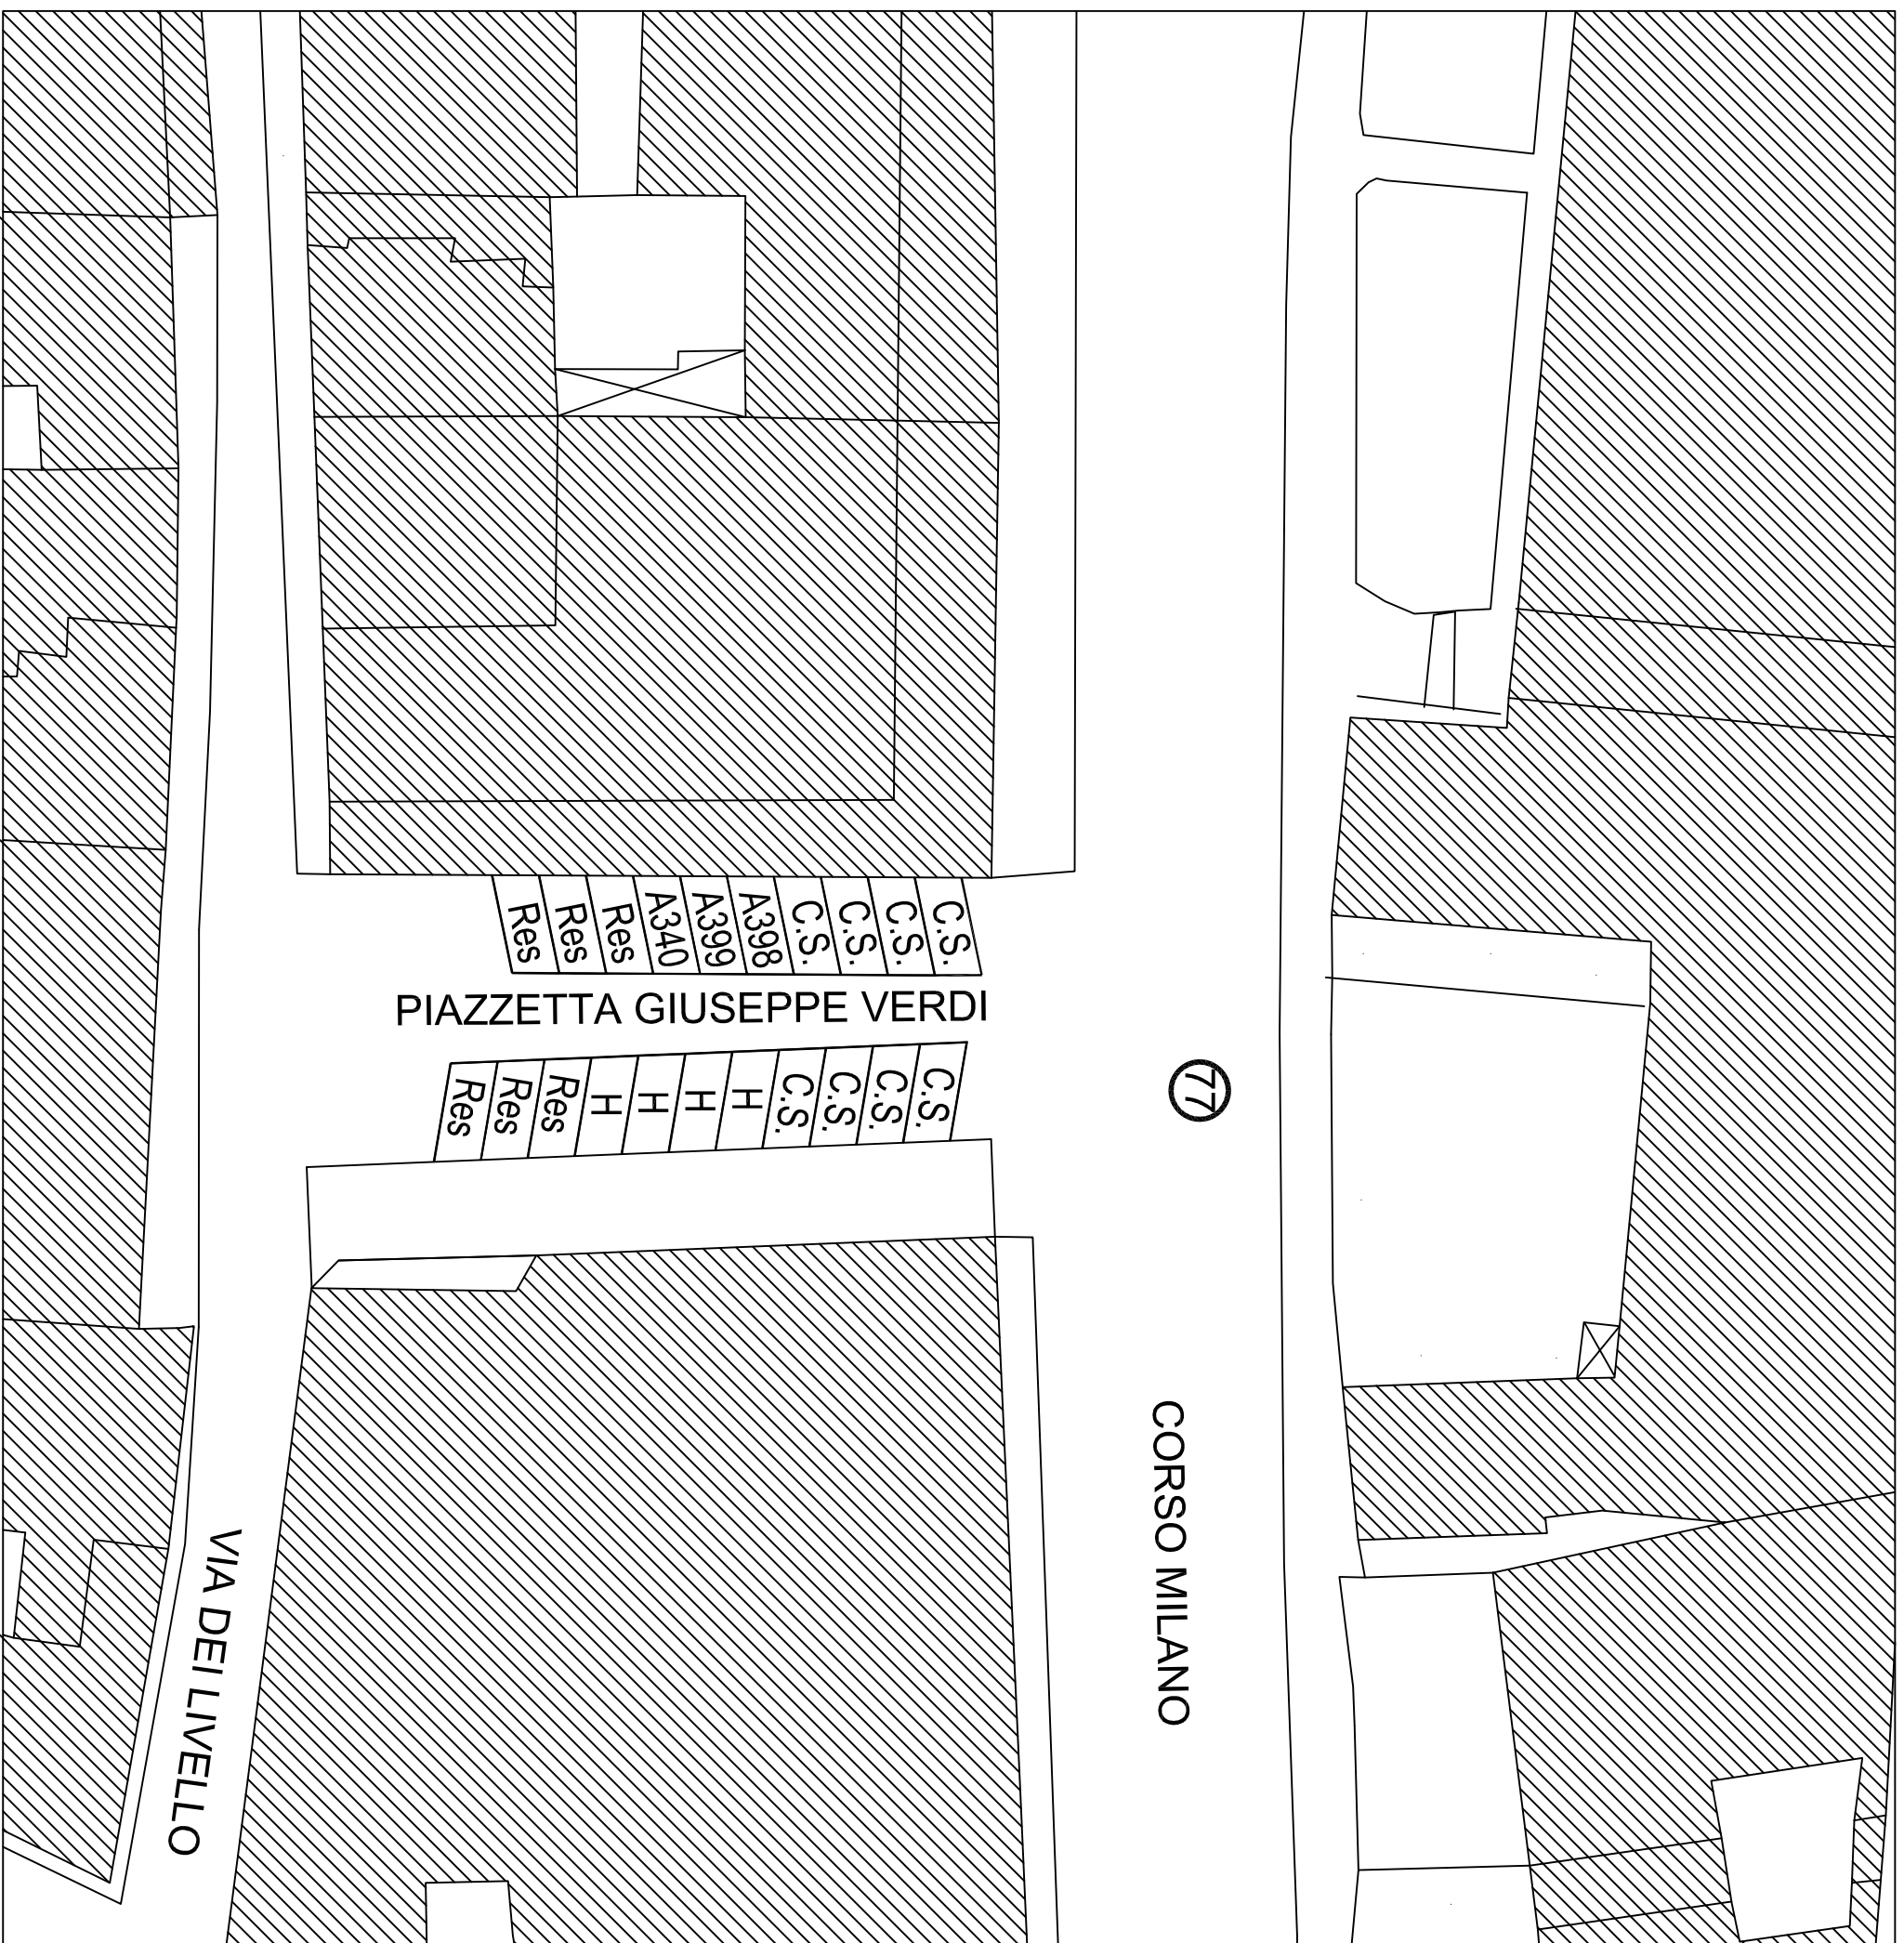 Res Res Res A340 A399 A398 C.S. C.S. C.S. C.S.
PIAZZETTA GIUSEPPE VERDI
Res Res Res H H H H C.S. C.S. C.S. C.S.
77
CORSO MILANO
VIA DEI LIVELLO